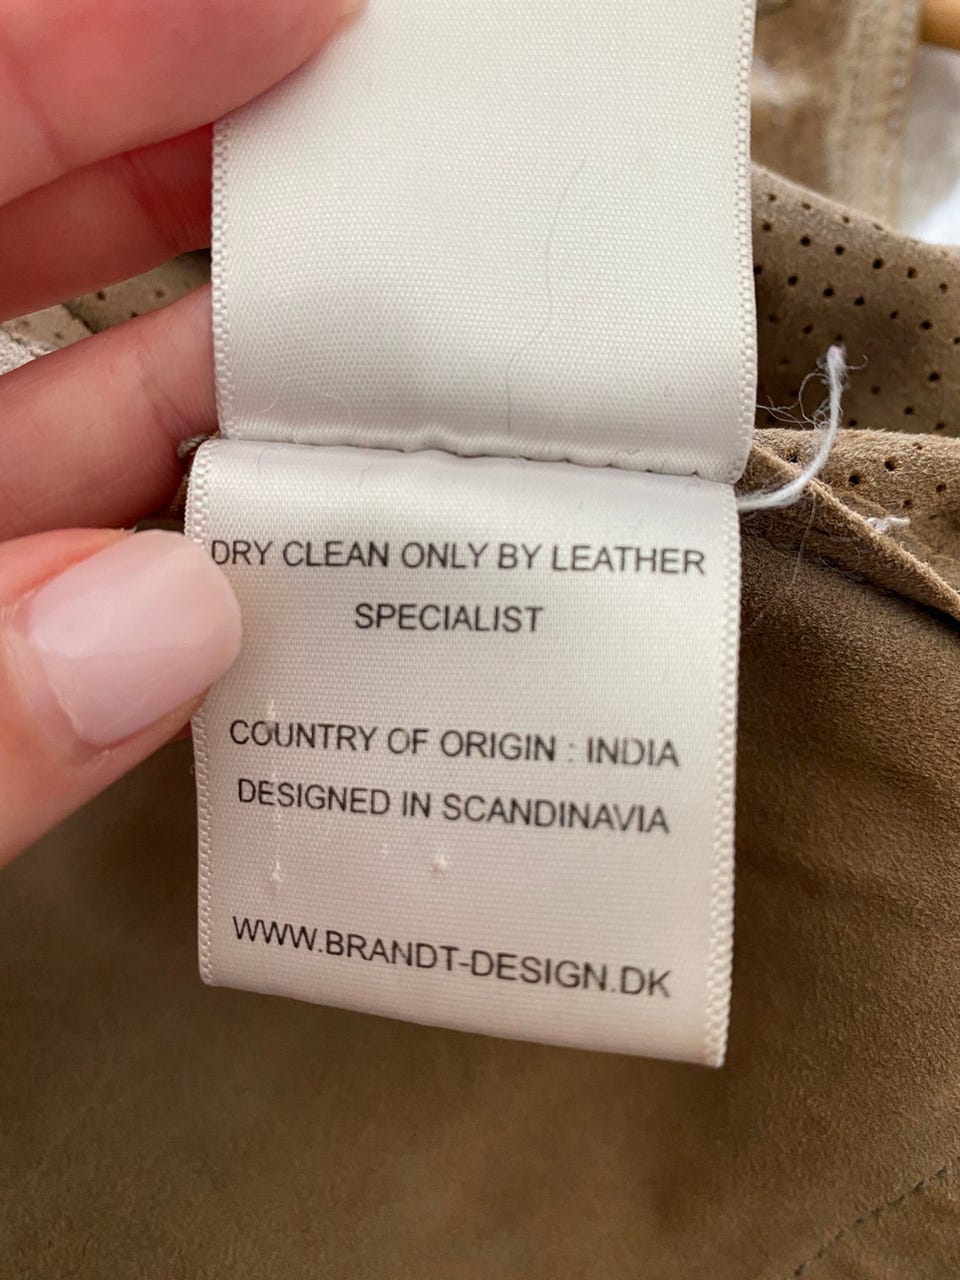 DRY CLEAN ONLY BY LEATHER
SPECIALIST
COUNTRY OF ORIGIN : INDIA
DESIGNED IN SCANDINAVIA
WWW.BRANDT-DESIGN.DK